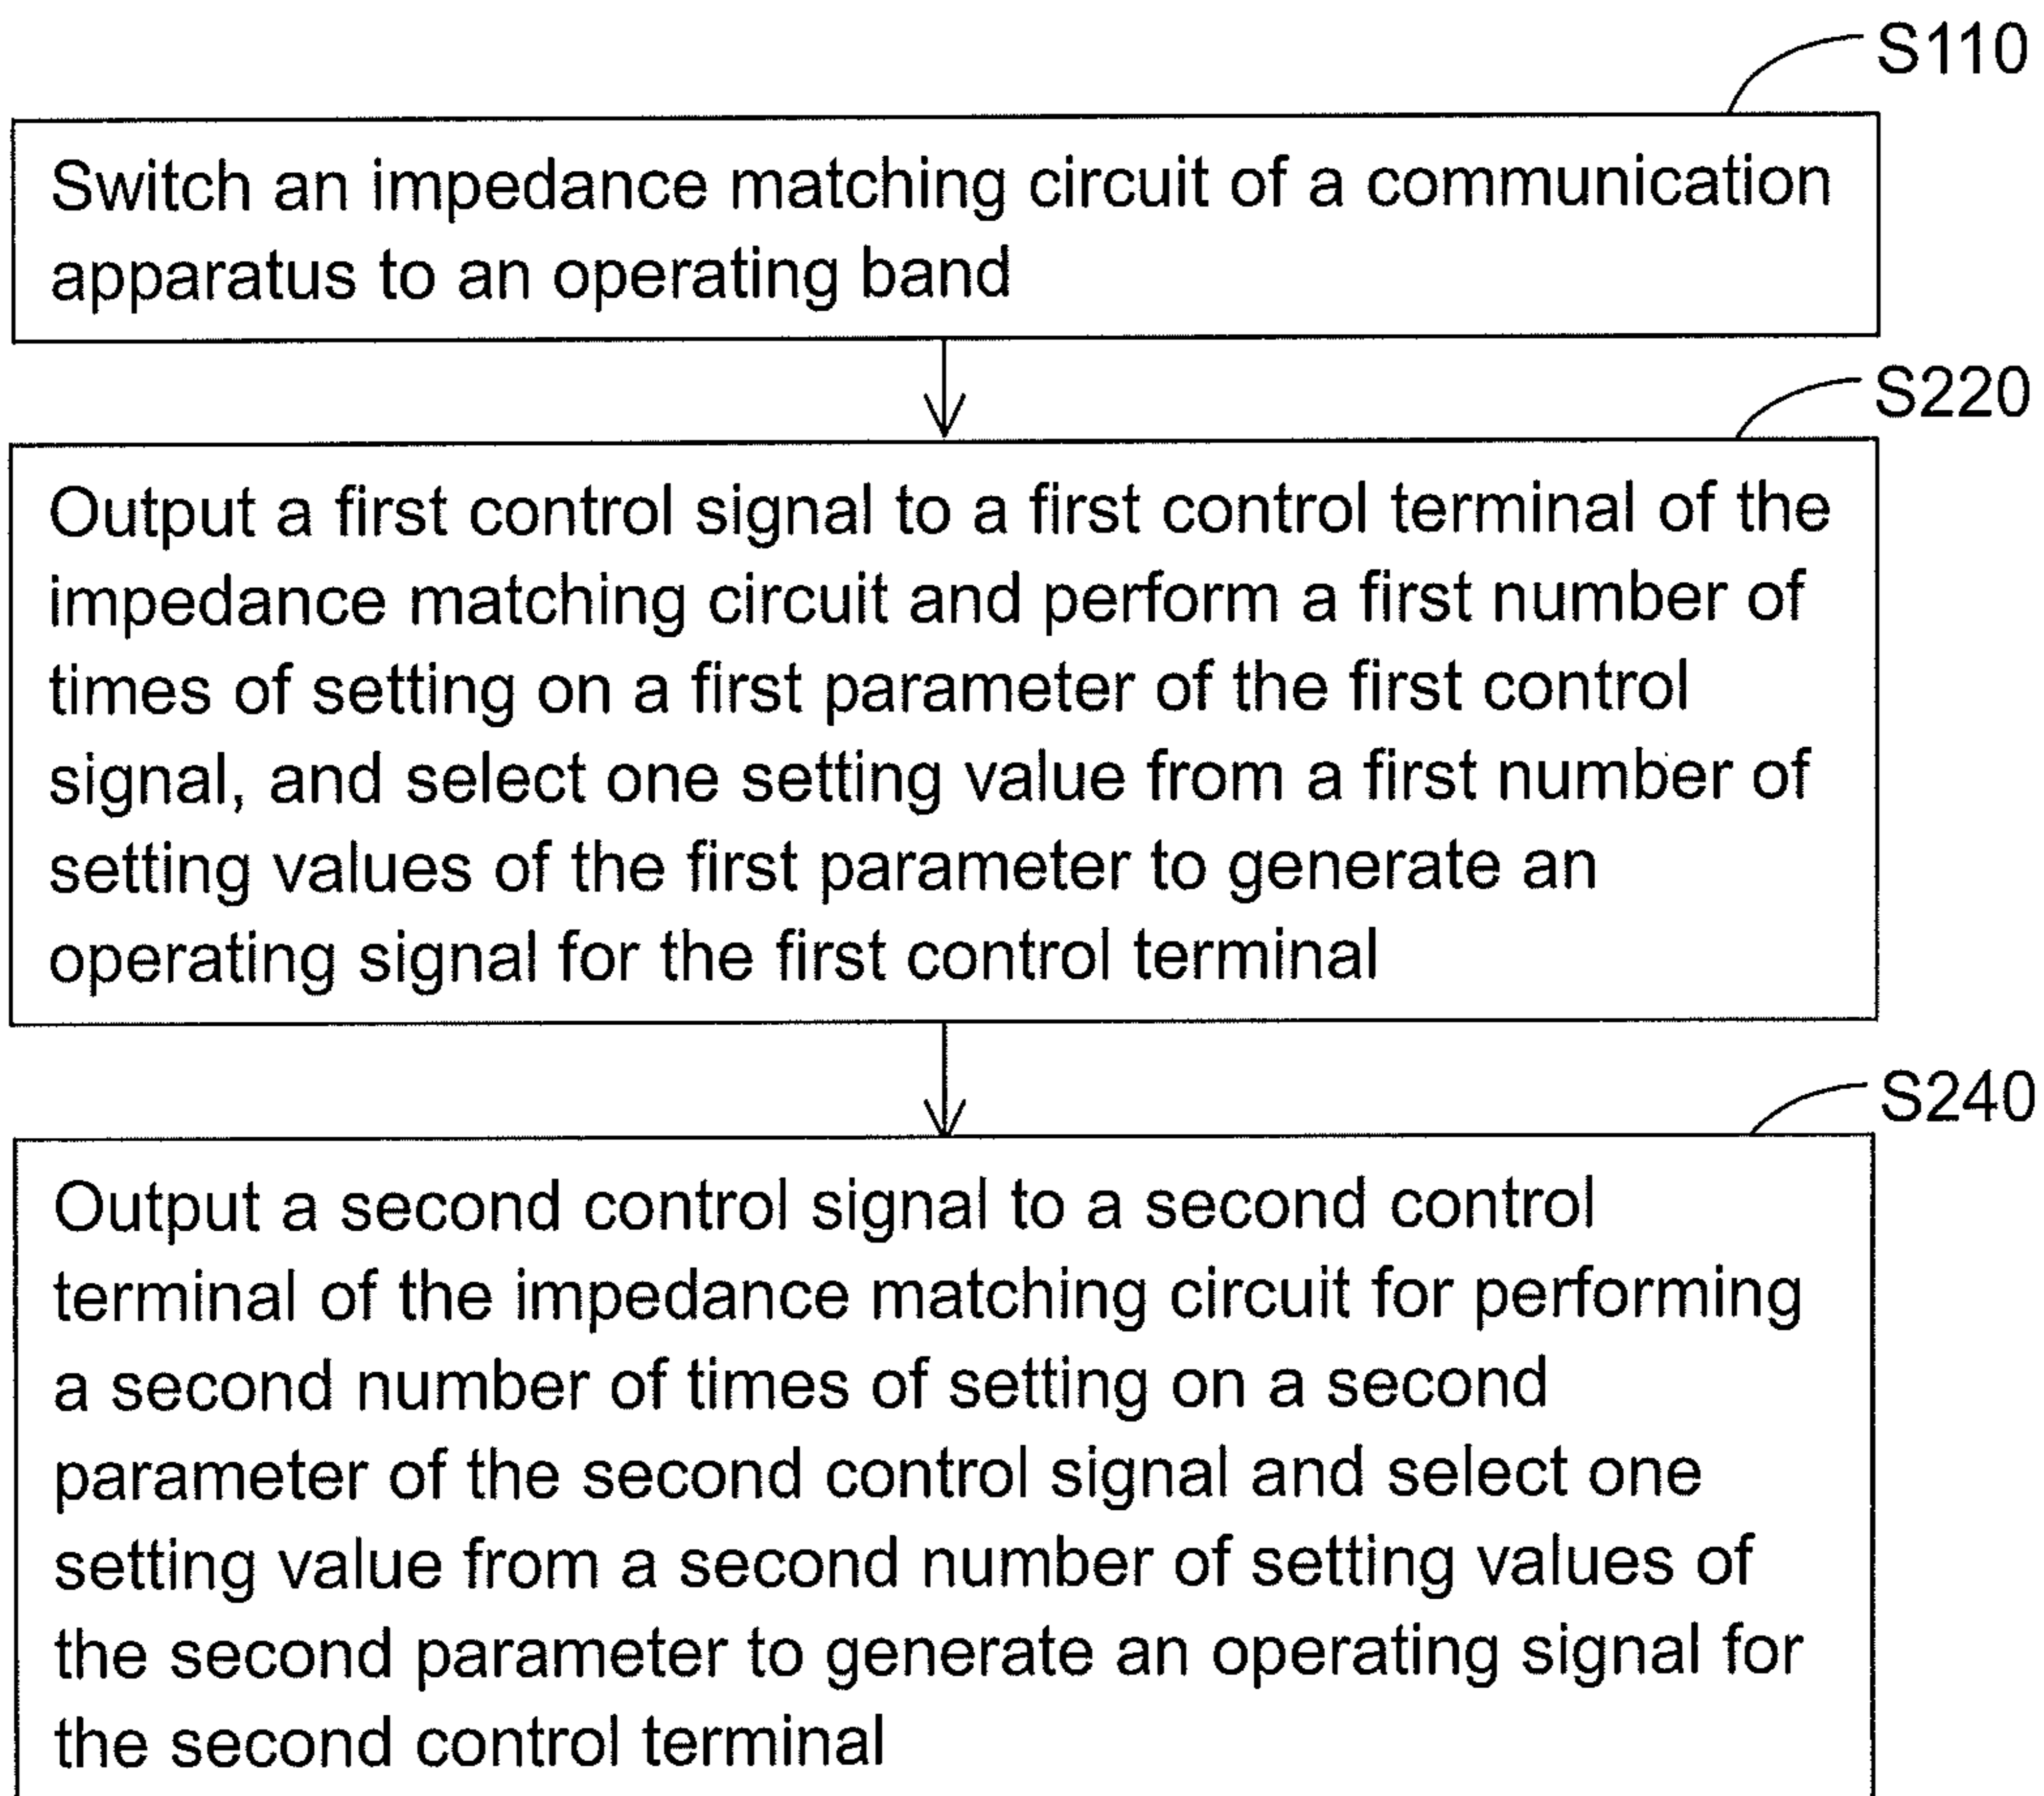 S110
Switch an impedance matching circuit of a communication
apparatus to an operating band
S220
Output a first control signal to a first control terminal of the
impedance matching circuit and perform a first number of
times of setting on a first parameter of the first control
signal, and select one setting value from a first number of
setting values of the first parameter to generate an
operating signal for the first control terminal
S240
Output a second control signal to a second control
terminal of the impedance matching circuit for performing
a second number of times of setting on a second
parameter of the second control signal and select one
setting value from a second number of setting values of
the second parameter to generate an operating signal for
the second control terminal